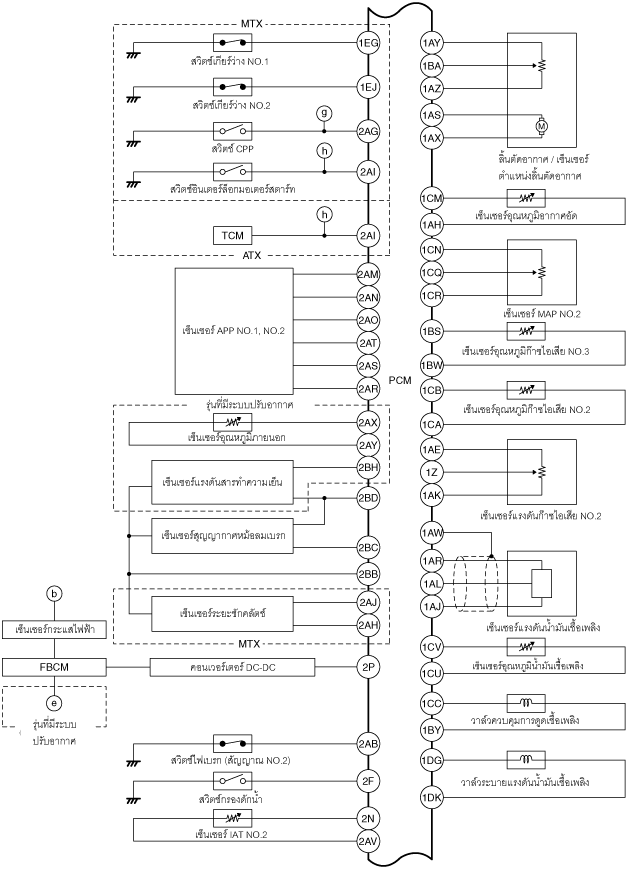 MTX
1EG
สวิตช์เกียร์ว่าง NO.1
1EJ
สวิตช์เกียร์ว่าง NO.2
g
2AG
สวิตช์ CPP
h
2AI
สวิตช์อินเตอร์ล็อกมอเตอร์สตาร์ท
h
TCM
2AI
ATX
2AM
2AN
2AO
เซ็นเซอร์ APP NO.1, NO.2
2AT
2AS
2AR
รุ่นที่มีระบบปรับอากาศ
2AX
เซ็นเซอร์อุณหภูมิภายนอก
2AY
2BH
เซ็นเซอร์แรงดันสารทำความเย็น
2BD
เซ็นเซอร์สุญญากาศหม้อลมเบรก
2BC
2BB
2AJ
เซ็นเซอร์ระยะชักคลัตช์
2AH
MTX
b
เซ็นเซอร์กระแสไฟฟ้า
FBCM
คอนเวอร์เตอร์ DC-DC
2P
e
รุ่นที่มีระบบ
ปรับอากาศ
2AB
สวิตช์ไฟเบรก (สัญญาณ NO.2)
2F
สวิตช์กรองดักน้ำ
2N
เซ็นเซอร์ IAT NO.2
2AV
PCM
1AY
1BA
1AZ
1AS
M
1AX
ลิ้นตัดอากาศ / เซ็นเซอร์
ตำแหน่งลิ้นตัดอากาศ
1CM
เซ็นเซอร์อุณหภูมิอากาศอัด
1AH
1CN
1CQ
1CR
เซ็นเซอร์ MAP NO.2
1BS
เซ็นเซอร์อุณหภูมิก๊าซไอเสีย NO.3
1BW
1CB
เซ็นเซอร์อุณหภูมิก๊าซไอเสีย NO.2
1CA
1AE
1Z
1AK
เซ็นเซอร์แรงดันก๊าซไอเสีย NO.2
1AW
1AR
1AL
1AJ
เซ็นเซอร์แรงดันน้ำมันเชื้อเพลิง
1CV
เซ็นเซอร์อุณหภูมิน้ำมันเชื้อเพลิง
1CU
1CC
วาล์วควบคุมการดูดเชื้อเพลิง
1BY
1DG
วาล์วระบายแรงดันน้ำมันเชื้อเพลิง
1DK